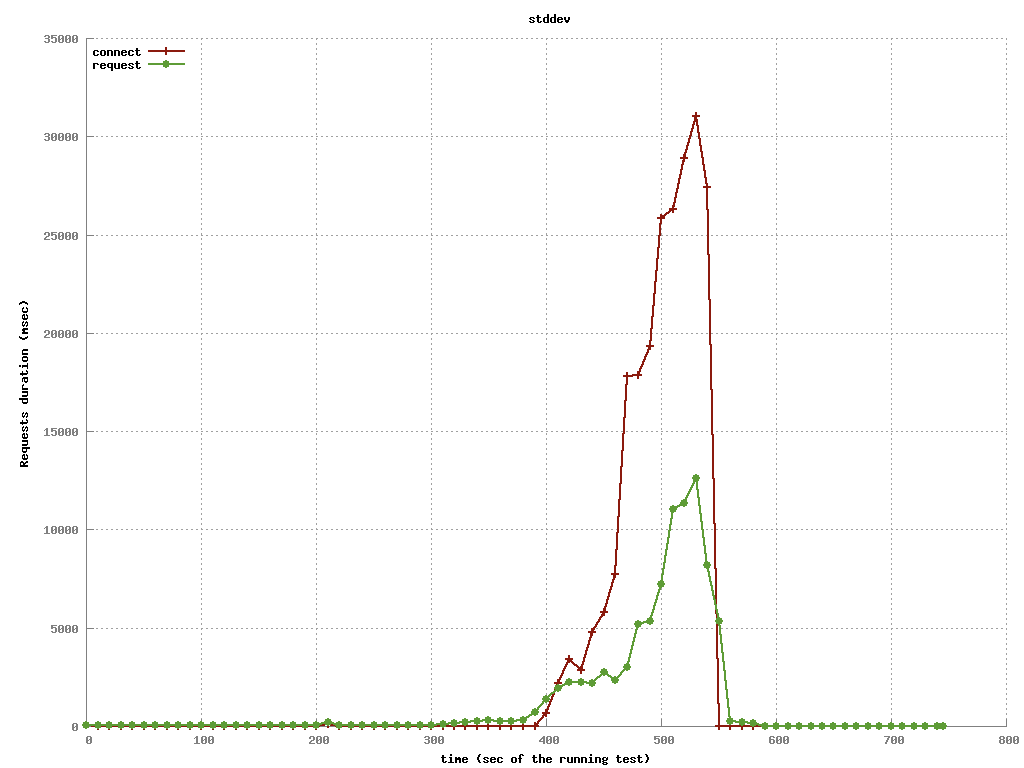 stddev
35000
connect
request
30000
25000
20000
Requests duration (msec)
15000
10000
5000
0
0 100 200 300 400 500 600 700 800
time (sec of the running test)